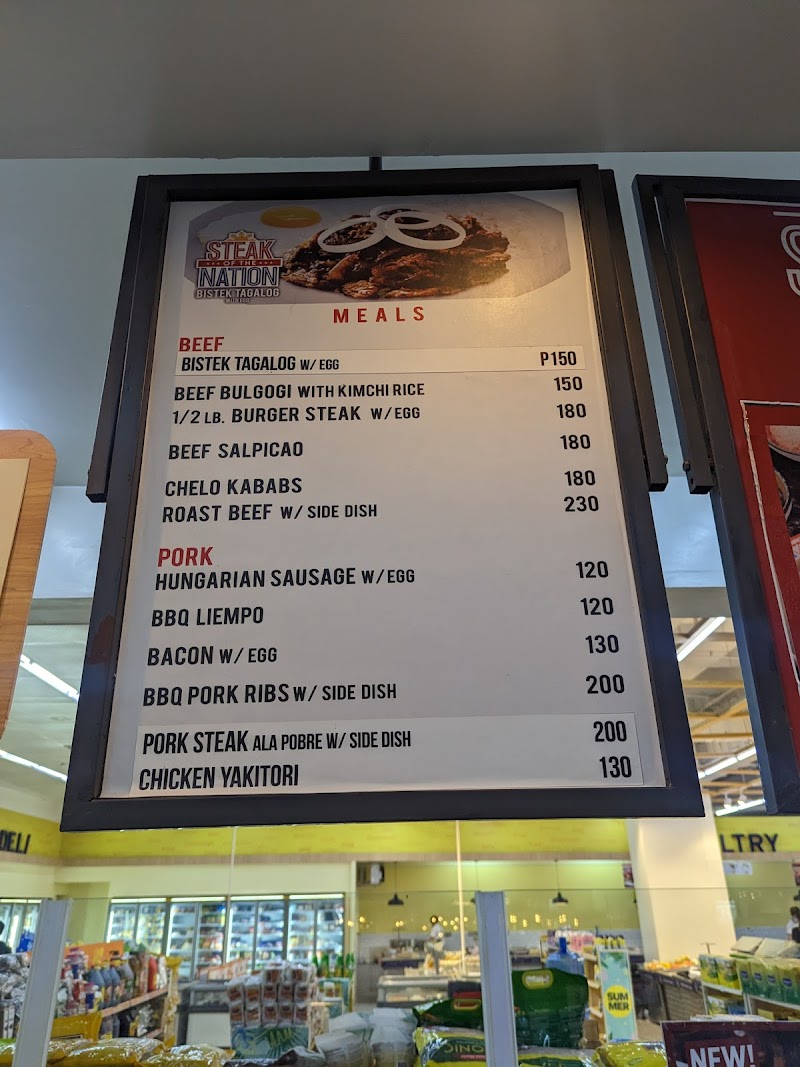 STEAK
OF THE
NATION
BISTEK TAGALOG
MEALS
BEEF
BISTEK TAGALOG W/ EGG P150
BEEF BULGOGI WITH KIMCHI RICE 150
1/2 LB. BURGER STEAK W/EGG 180
BEEF SALPICAO 180
CHELO KABABS 180
ROAST BEEF W/ SIDE DISH 230
PORK
HUNGARIAN SAUSAGE W/EGG 120
BBQ LIEMPO 120
BACON W/ EGG 130
BBQ PORK RIBS W/ SIDE DISH 200
PORK STEAK ALA POBRE W/ SIDE DISH 200
CHICKEN YAKITORI 130
DELI
LTRY
SUM
MER
NEW!